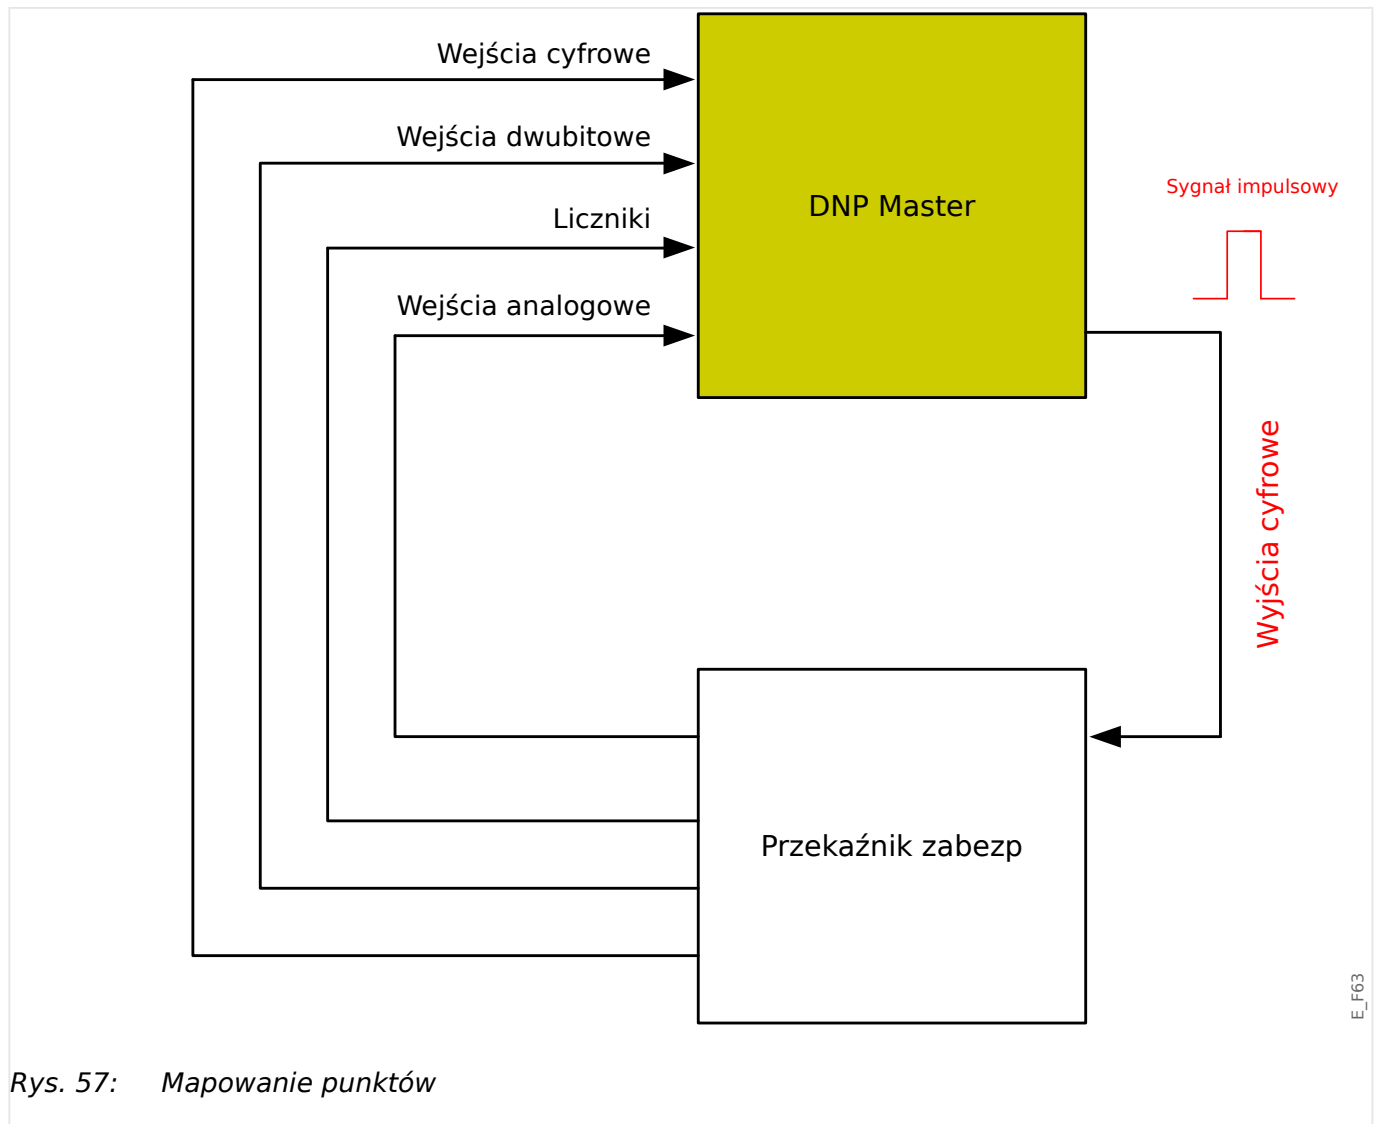 Wejścia cyfrowe
Wejścia dwubitowe
Liczniki
Wejścia analogowe
DNP Master
Sygnał impulsowy
Wyjścia cyfrowe
Przekaźnik zabezp
E_F63
Rys. 57: Mapowanie punktów